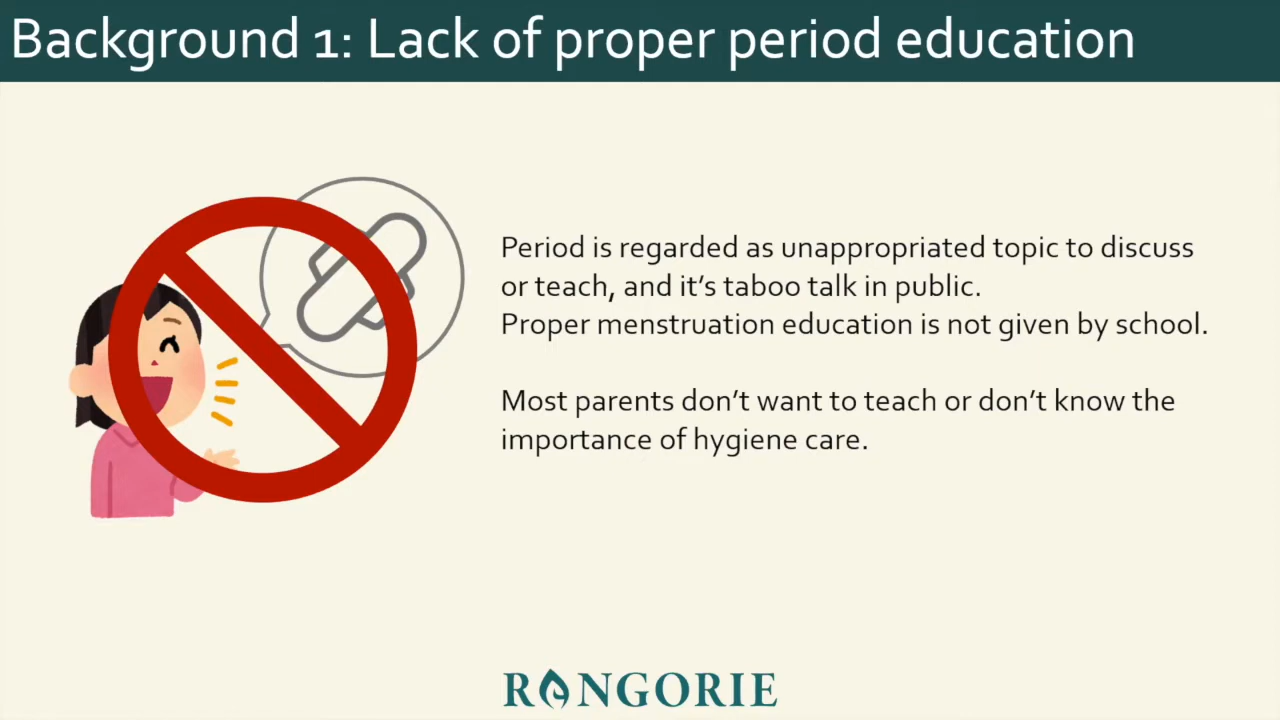 Background 1: Lack of proper period education
Period is regarded as unappropriated topic to discuss
or teach, and it's taboo talk in public.
Proper menstruation education is not given by school.
Most parents don't want to teach or don't know the
importance of hygiene care.
RANGORIE